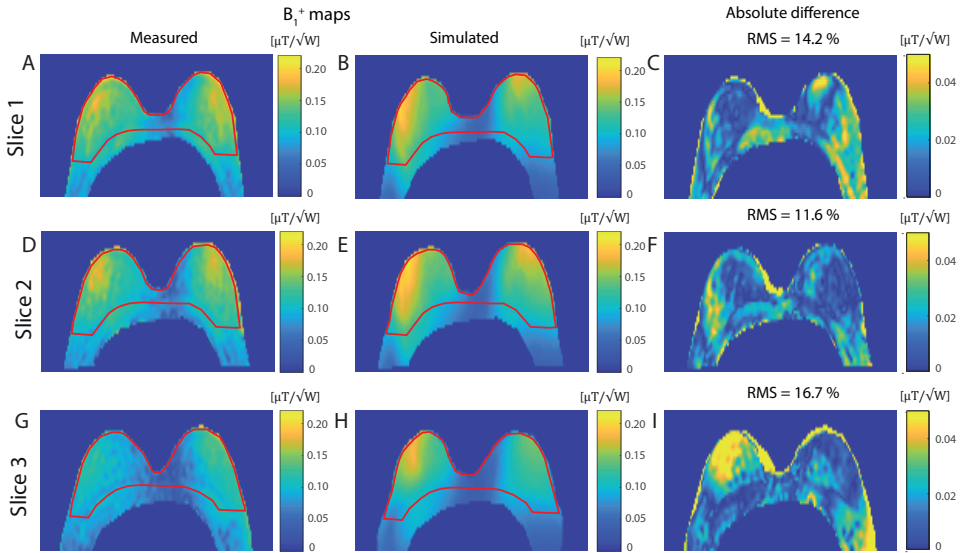 B₁⁺ maps
Absolute difference
Measured
Simulated
RMS = 14.2 %
[μT/√W]
[μT/√W]
[μT/√W]
Slice 1
A
B
C
0.20
0.15
0.10
0.05
0
0.20
0.15
0.10
0.05
0
0.04
0.02
0
RMS = 11.6 %
[μT/√W]
[μT/√W]
[μT/√W]
Slice 2
D
E
F
0.20
0.15
0.10
0.05
0
0.20
0.15
0.10
0.05
0
0.04
0.02
0
RMS = 16.7 %
[μT/√W]
[μT/√W]
[μT/√W]
Slice 3
G
H
I
0.20
0.15
0.10
0.05
0
0.20
0.15
0.10
0.05
0
0.04
0.02
0